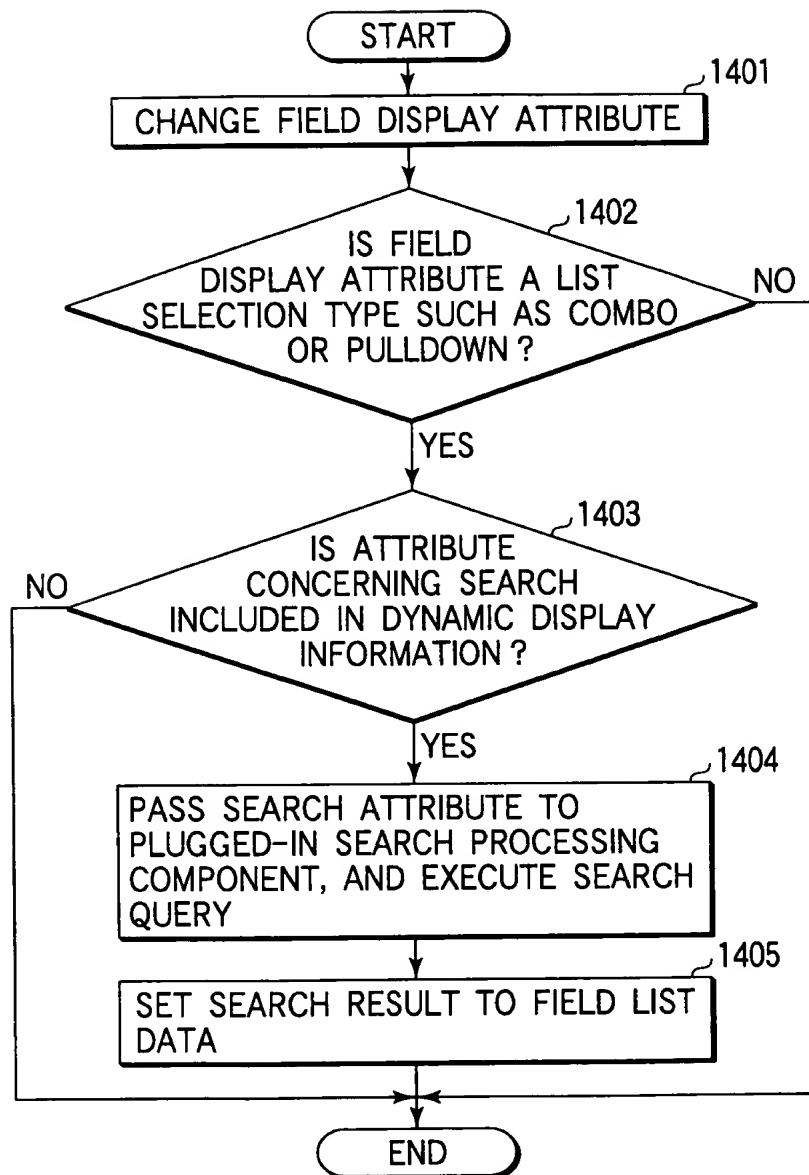 START
1401
CHANGE FIELD DISPLAY ATTRIBUTE
1402
IS FIELD
DISPLAY ATTRIBUTE A LIST
SELECTION TYPE SUCH AS COMBO
OR PULLDOWN ?
NO
YES
1403
IS ATTRIBUTE
CONCERNING SEARCH
INCLUDED IN DYNAMIC DISPLAY
INFORMATION ?
NO
YES
1404
PASS SEARCH ATTRIBUTE TO
PLUGGED-IN SEARCH PROCESSING
COMPONENT, AND EXECUTE SEARCH
QUERY
1405
SET SEARCH RESULT TO FIELD LIST
DATA
END